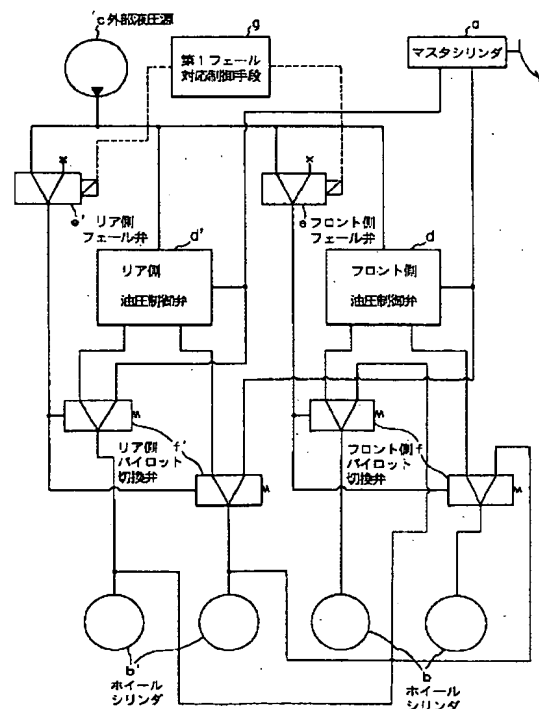 c 外部液圧源
g
第1フェール
対応制御手段
a
マスタシリンダ
e' リア側
フェール弁
e フロント側
フェール弁
d'
リア側
油圧制御弁
d
フロント側
油圧制御弁
リア側 f'
パイロット
切換弁
フロント側 f
パイロット
切換弁
b'
ホイール
シリンダ
b
ホイール
シリンダ